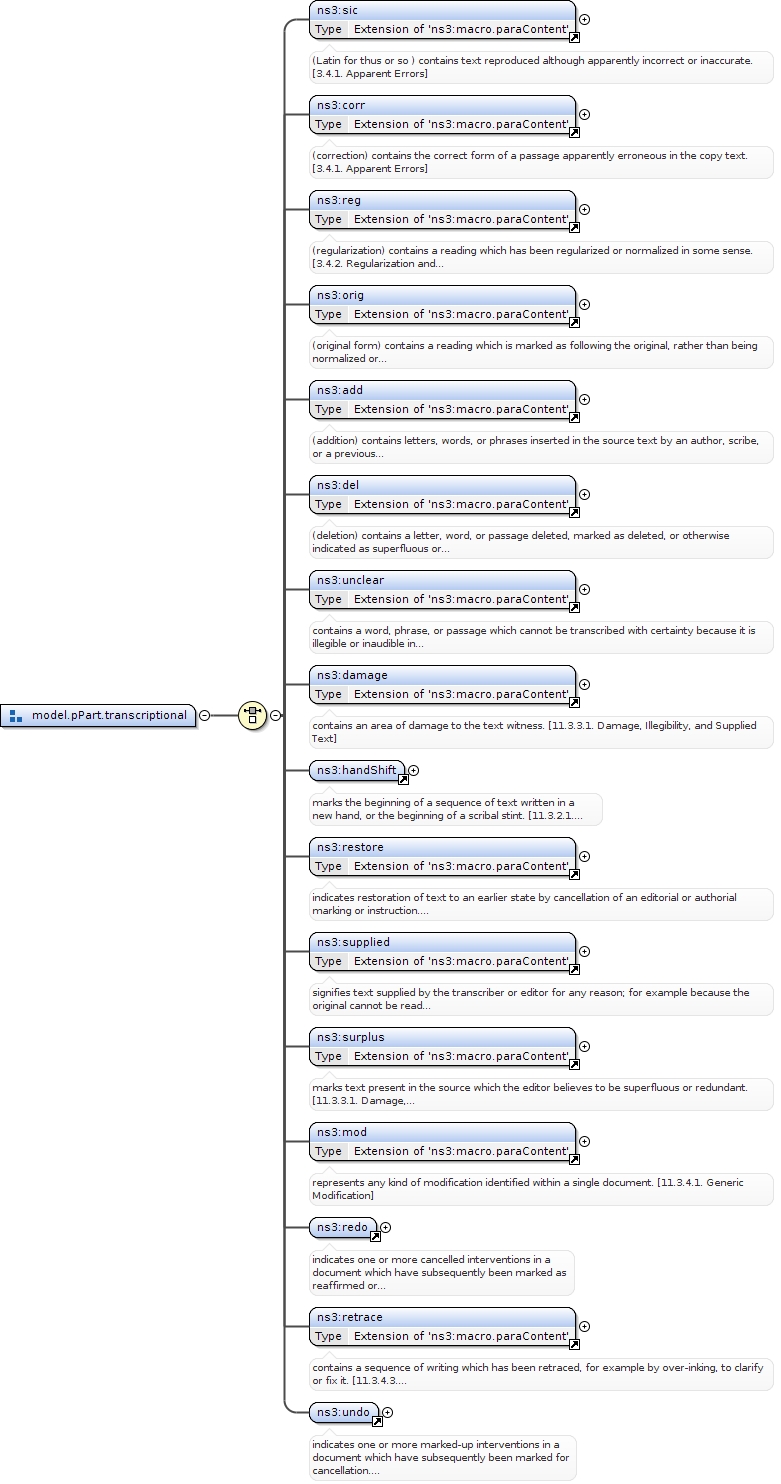 ns3:sic
Type Extension of 'ns3:macro.paraContent'
(Latin for thus or so ) contains text reproduced although apparently incorrect or inaccurate.
[3.4.1. Apparent Errors]
ns3:corr
Type Extension of 'ns3:macro.paraContent'
(correction) contains the correct form of a passage apparently erroneous in the copy text.
[3.4.1. Apparent Errors]
ns3:reg
Type Extension of 'ns3:macro.paraContent'
(regularization) contains a reading which has been regularized or normalized in some sense.
[3.4.2. Regularization and...
ns3:orig
Type Extension of 'ns3:macro.paraContent'
(original form) contains a reading which is marked as following the original, rather than being
normalized or...
ns3:add
Type Extension of 'ns3:macro.paraContent'
(addition) contains letters, words, or phrases inserted in the source text by an author, scribe,
or a previous...
ns3:del
Type Extension of 'ns3:macro.paraContent'
(deletion) contains a letter, word, or passage deleted, marked as deleted, or otherwise
indicated as superfluous or...
ns3:unclear
Type Extension of 'ns3:macro.paraContent'
contains a word, phrase, or passage which cannot be transcribed with certainty because it is
illegible or inaudible in...
ns3:damage
Type Extension of 'ns3:macro.paraContent'
model.pPart.transcriptional
contains an area of damage to the text witness. [11.3.3.1. Damage, Illegibility, and Supplied
Text]
ns3:handShift
marks the beginning of a sequence of text written in a
new hand, or the beginning of a scribal stint. [11.3.2.1....
ns3:restore
Type Extension of 'ns3:macro.paraContent'
indicates restoration of text to an earlier state by cancellation of an editorial or authorial
marking or instruction....
ns3:supplied
Type Extension of 'ns3:macro.paraContent'
signifies text supplied by the transcriber or editor for any reason; for example because the
original cannot be read...
ns3:surplus
Type Extension of 'ns3:macro.paraContent'
marks text present in the source which the editor believes to be superfluous or redundant.
[11.3.3.1. Damage,...
ns3:mod
Type Extension of 'ns3:macro.paraContent'
represents any kind of modification identified within a single document. [11.3.4.1. Generic
Modification]
ns3:redo
indicates one or more cancelled interventions in a
document which have subsequently been marked as
reaffirmed or...
ns3:retrace
Type Extension of 'ns3:macro.paraContent'
contains a sequence of writing which has been retraced, for example by over-inking, to clarify
or fix it. [11.3.4.3....
ns3:undo
indicates one or more marked-up interventions in a
document which have subsequently been marked for
cancellation....